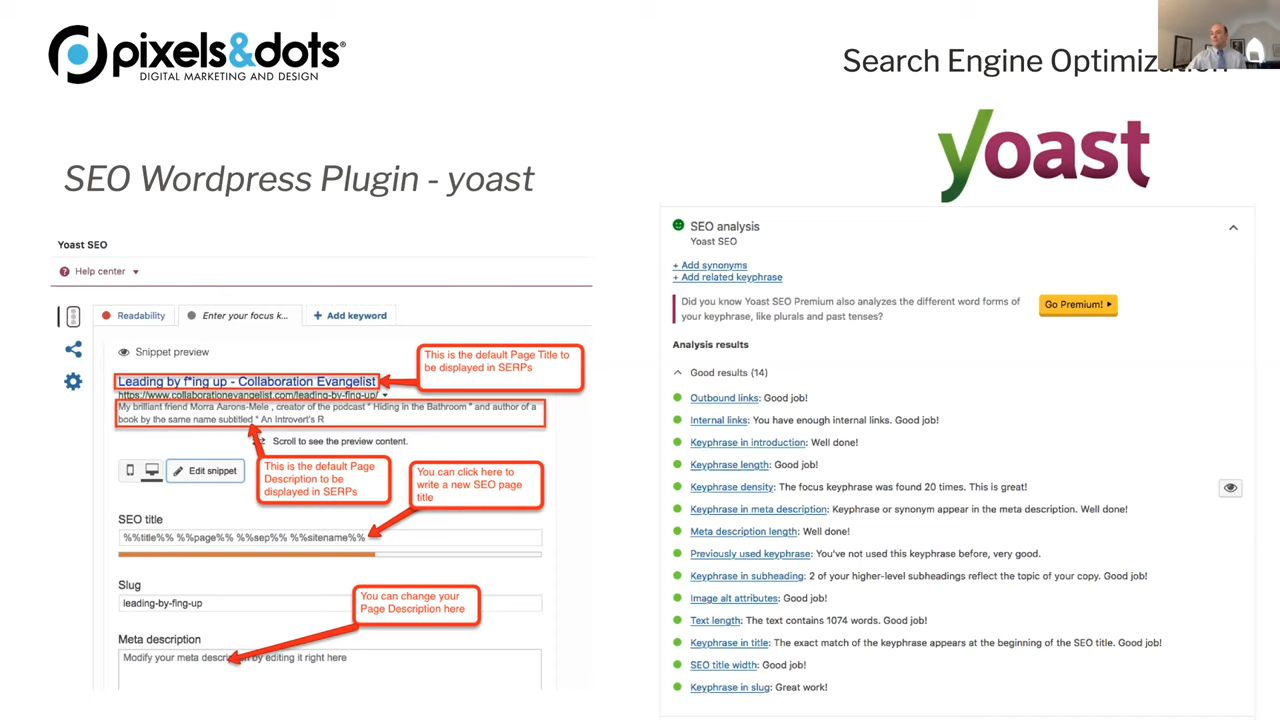 pixels&dots®
DIGITAL MARKETING AND DESIGN
Search Engine Optimization
SEO Wordpress Plugin - yoast
yoast
Yoast SEO
Help center
Readability
Enter your focus k...
+ Add keyword
Snippet preview
This is the default Page Title to
be displayed in SERPs
Leading by f*ing up - Collaboration Evangelist
https://www.collaborationevangelist.com/leading-by-fing-up/
My brilliant friend Morra Aarons-Mele , creator of the podcast " Hiding in the Bathroom " and author of a
book by the same name subtitled " An Introvert's R
Scroll to see the preview content.
Edit snippet
This is the default Page
Description to be
displayed in SERPs
You can click here to
write a new SEO page
title
SEO title
%%title%% %%page%% %%sep%% %%sitename%%
Slug
leading-by-fing-up
You can change your
Page Description here
Meta description
Modify your meta description by editing it right here
SEO analysis
Yoast SEO
+ Add synonyms
+ Add related keyphrase
Did you know Yoast SEO Premium also analyzes the different word forms of
your keyphrase, like plurals and past tenses?
Go Premium!
Analysis results
Good results (14)
Outbound links: Good job!
Internal links: You have enough internal links. Good job!
Keyphrase in introduction: Well done!
Keyphrase length: Good job!
Keyphrase density: The focus keyphrase was found 20 times. This is great!
Keyphrase in meta description: Keyphrase or synonym appear in the meta description. Well done!
Meta description length: Well done!
Previously used keyphrase: You've not used this keyphrase before, very good.
Keyphrase in subheading: 2 of your higher-level subheadings reflect the topic of your copy. Good job!
Image alt attributes: Good job!
Text length: The text contains 1074 words. Good job!
Keyphrase in title: The exact match of the keyphrase appears at the beginning of the SEO title. Good job!
SEO title width: Good job!
Keyphrase in slug: Great work!